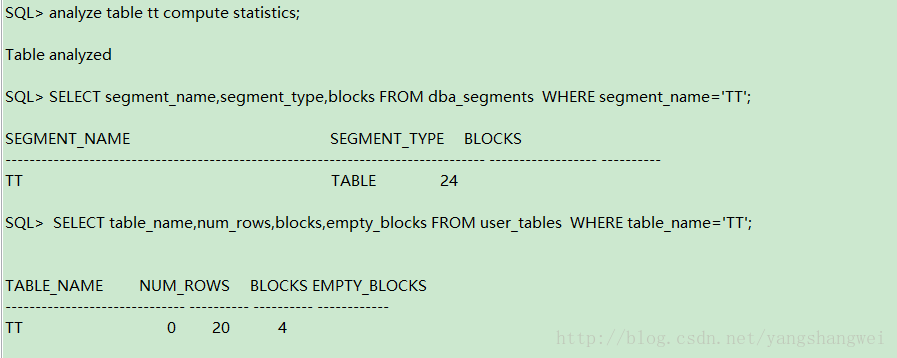 SQL> analyze table tt compute statistics;
Table analyzed
SQL> SELECT segment_name,segment_type,blocks FROM dba_segments  WHERE segment_name='TT';
SEGMENT_NAME SEGMENT_TYPE BLOCKS
-------------------------------------------------------------------------------- ------------------ ----------
TT TABLE 24
SQL>  SELECT table_name,num_rows,blocks,empty_blocks FROM user_tables  WHERE table_name='TT';
TABLE_NAME NUM_ROWS BLOCKS EMPTY_BLOCKS
------------------------------ ---------- ---------- ------------
TT 0 20 4
http://blog.csdn.net/yangshangwei